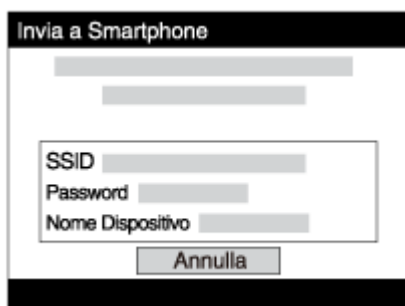 Invia a Smartphone
SSID
Password
Nome Dispositivo
Annulla